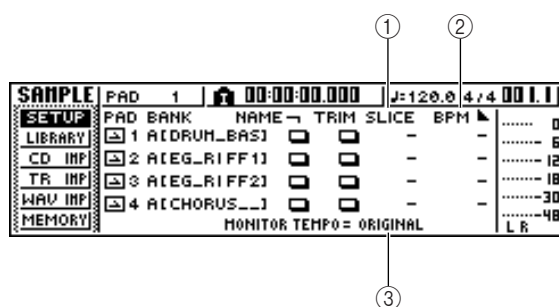 ① ②
SAMPLE PAD 1 I 00:00:00.000 ♩=120.0 4/4 001.1
SETUP PAD BANK NAME TRIM SLICE BPM 0
LIBRARY 1 A[DRUM_BAS] – – 6
CD IMP 2 A[EG_RIFF1] – – 12
TR IMP 3 A[EG_RIFF2] – – 18
WAV IMP 4 A[CHORUS__] – – 30
MEMORY MONITOR TEMPO= ORIGINAL 48
L R
③